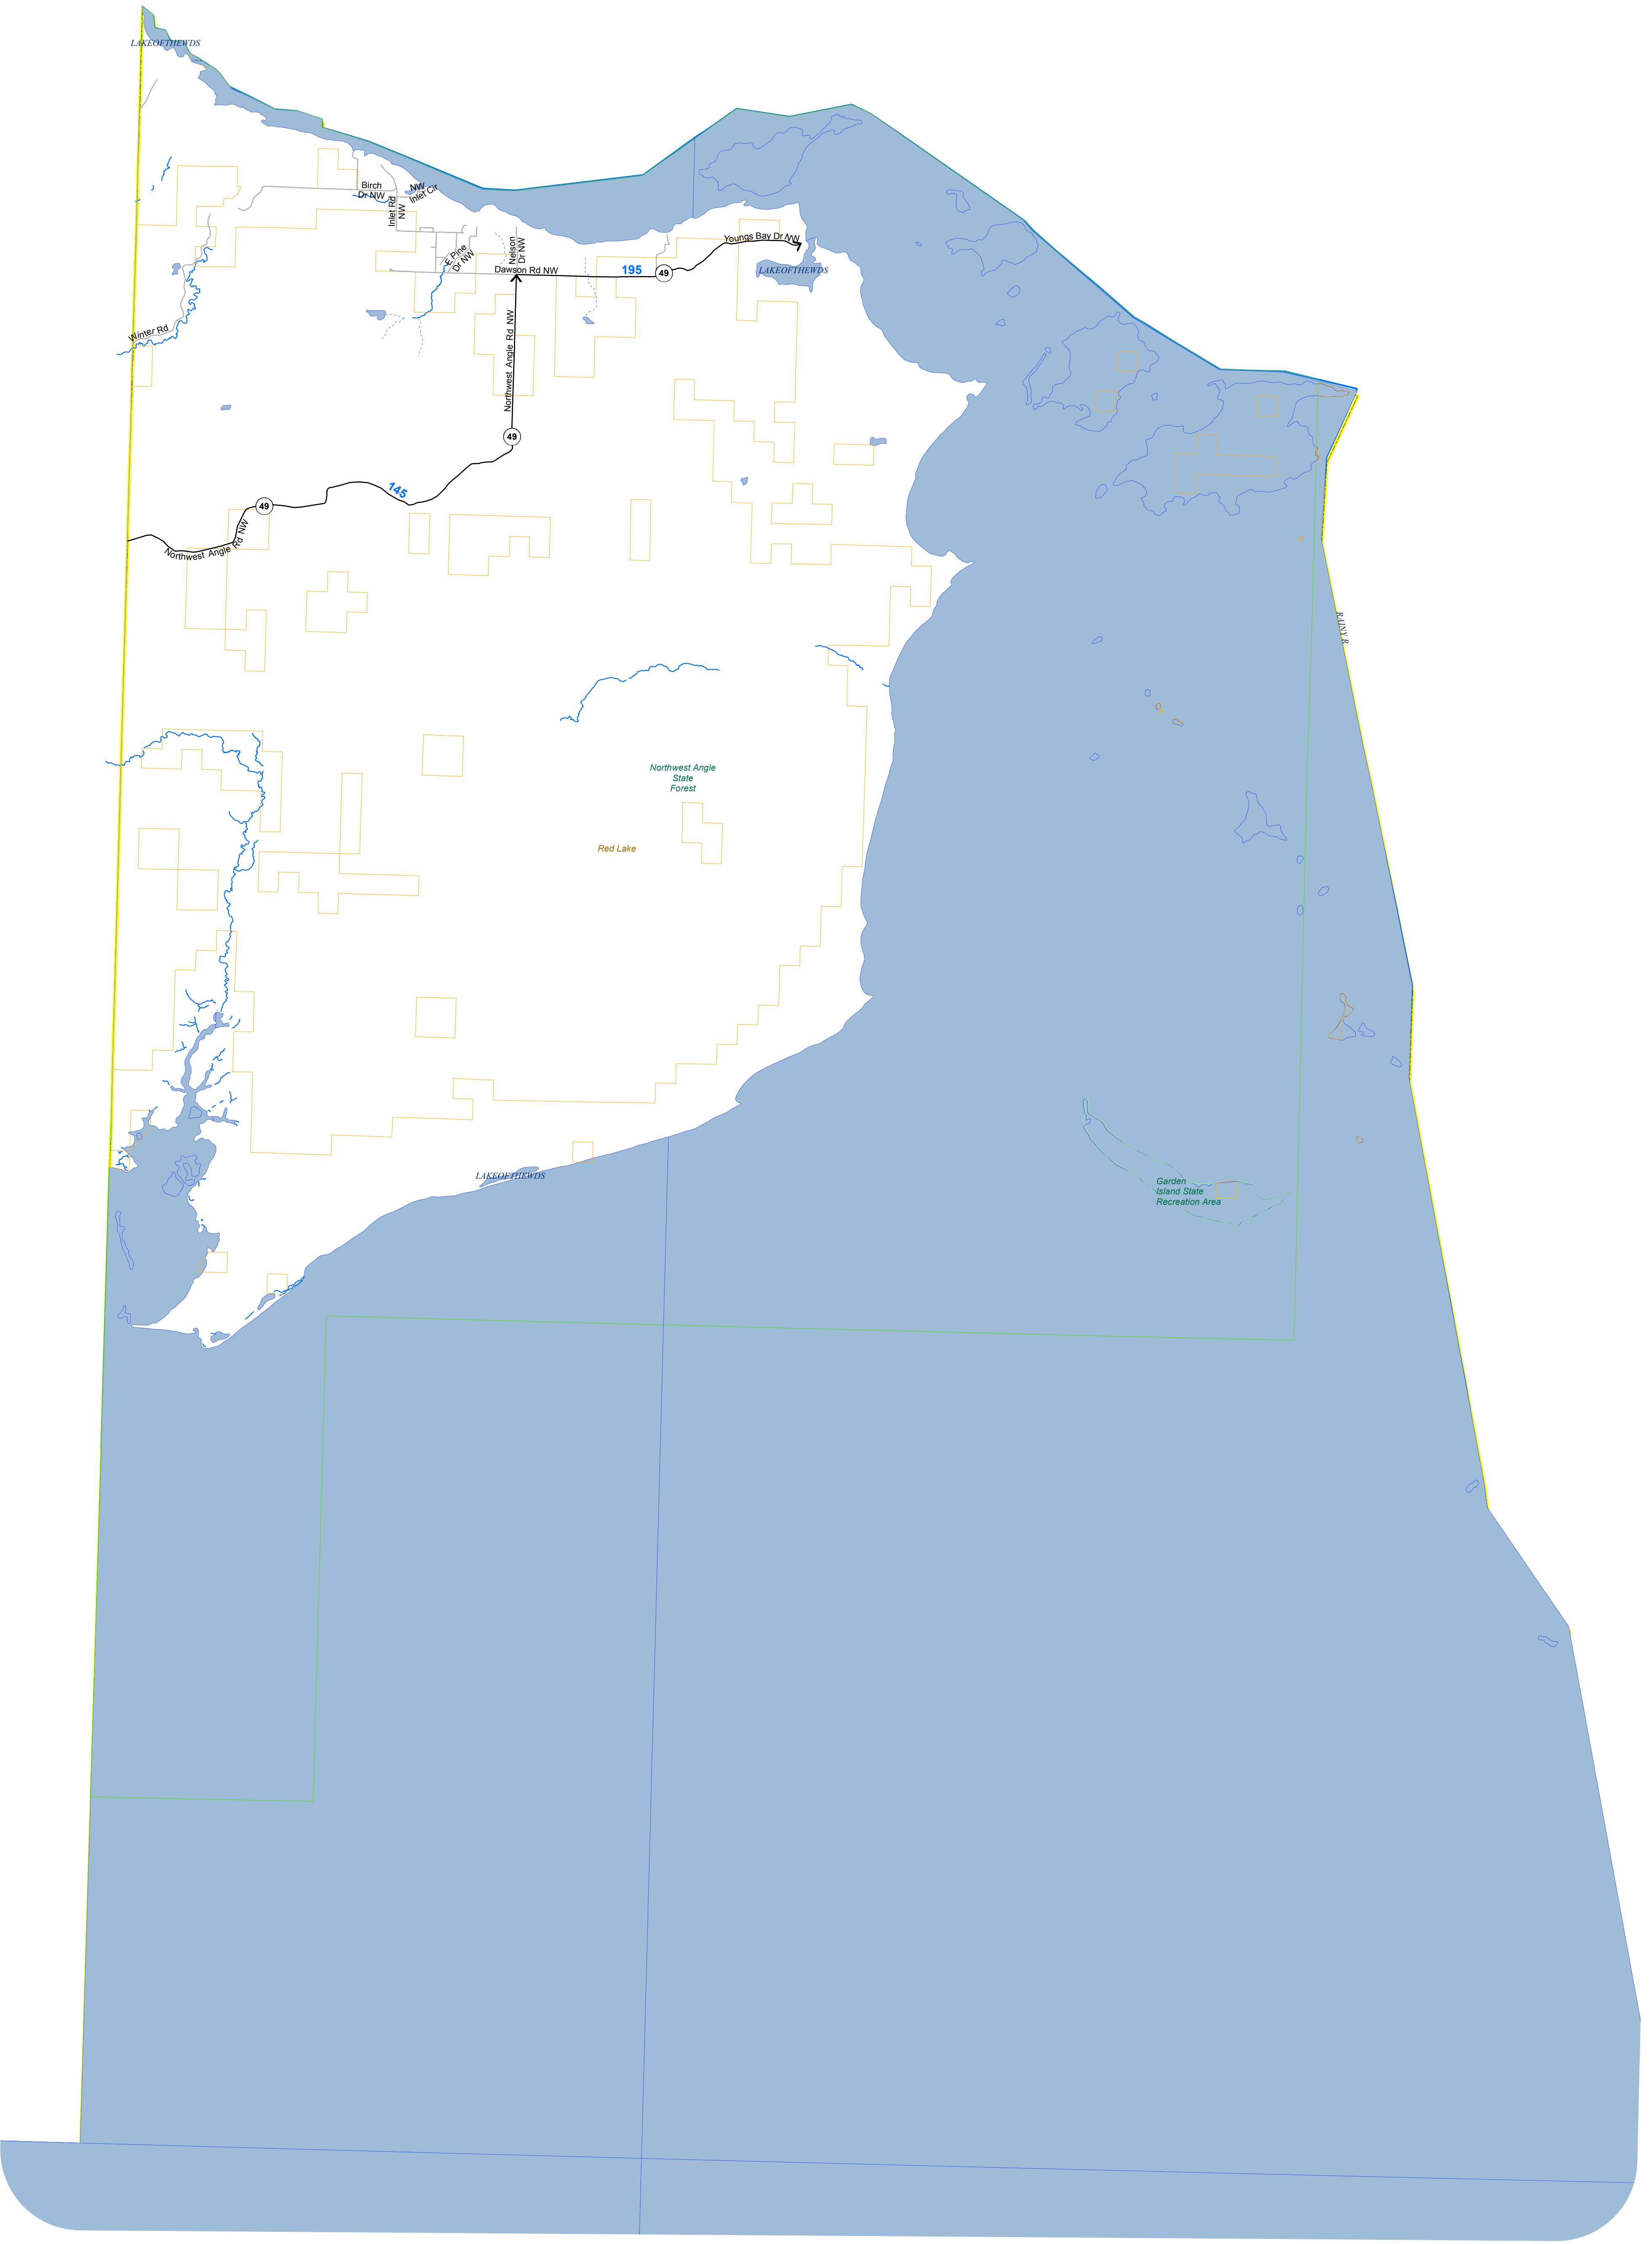 LAKEOFTHEWDS
Birch
Dr NW
NW
Inlet Cir
Inlet Rd
NW
E Pine
Dr NW
Nelson
Dr NW
Youngs Bay Dr NW
Dawson Rd NW
195
49
LAKEOFTHEWDS
Winter Rd
Northwest Angle Rd NW
49
145
49
Northwest Angle Rd NW
RAINY R
Northwest Angle
State
Forest
Red Lake
LAKEOFTHEWDS
Garden
Island State
Recreation Area